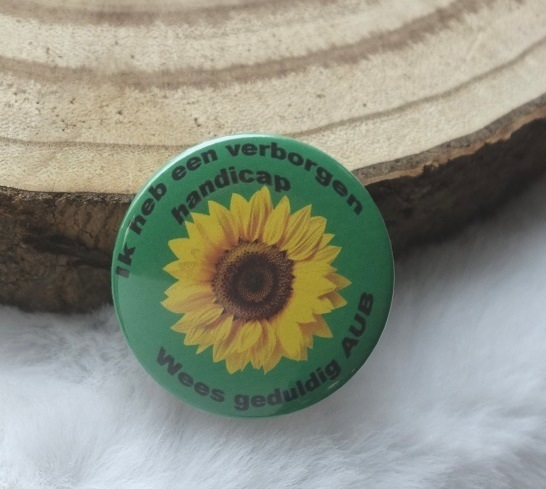 Ik heb een verborgen
handicap
Wees geduldig AUB